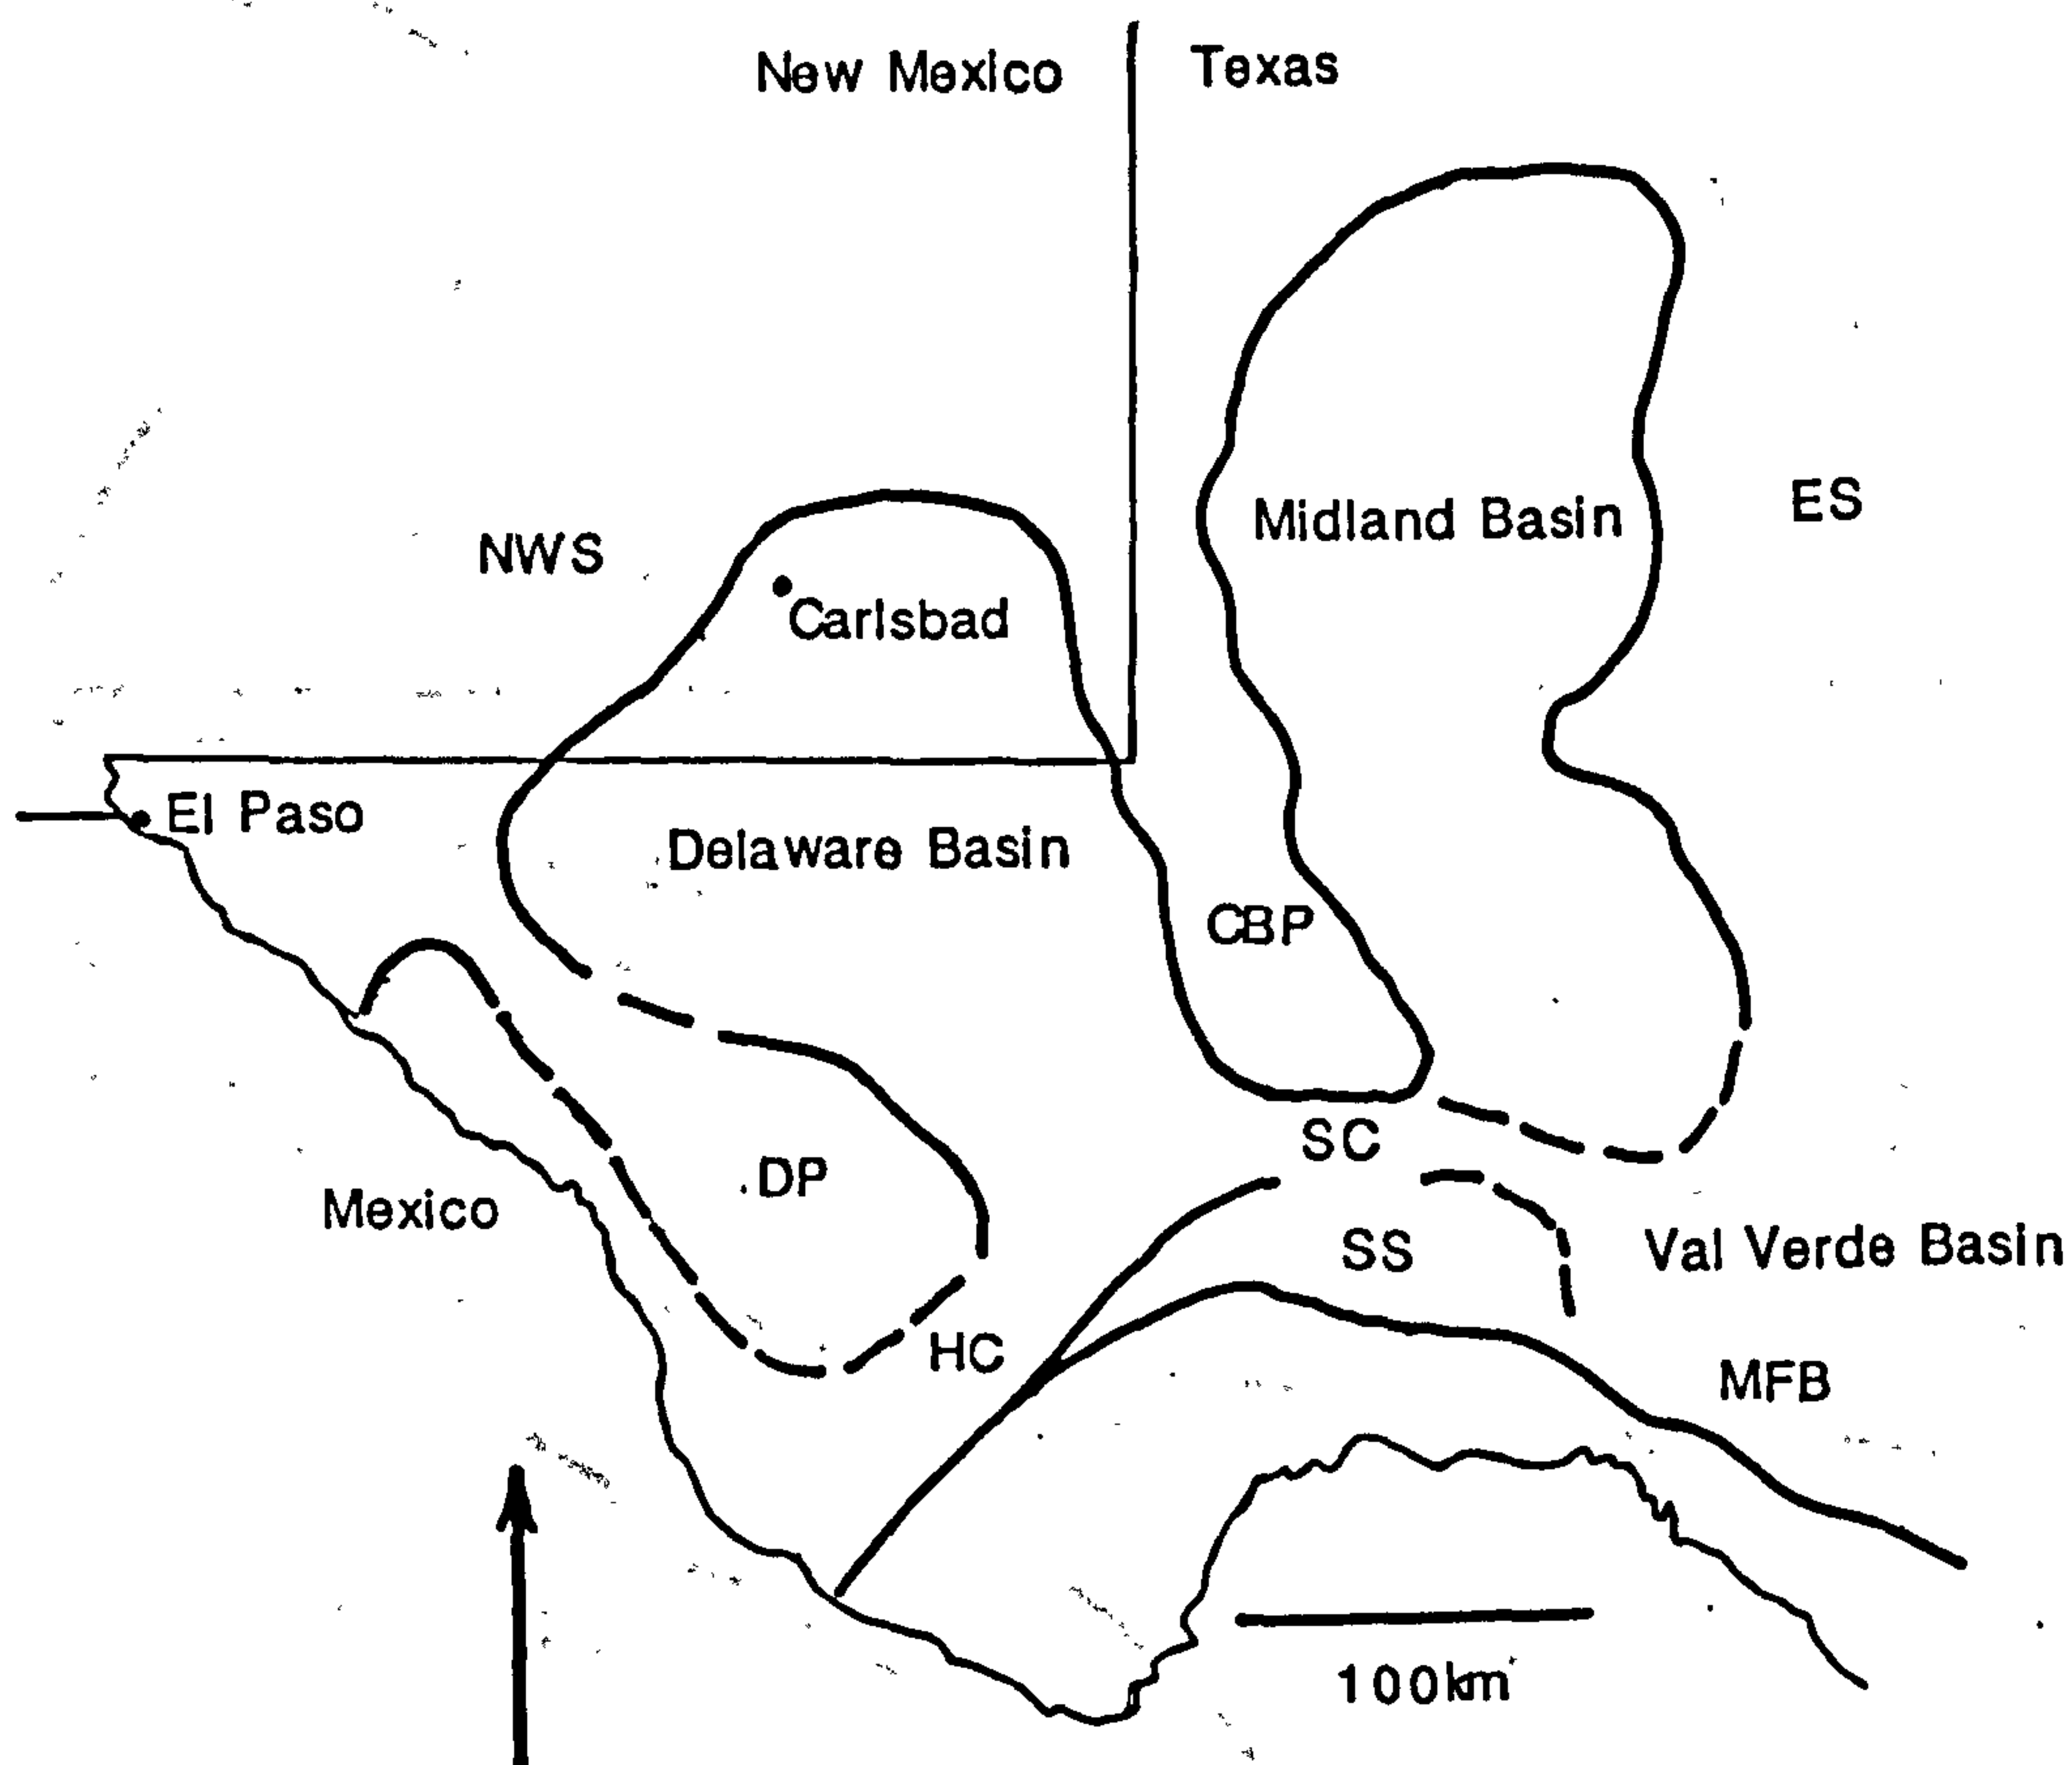 New Mexico
Texas
NWS
Midland Basin
ES
Carlsbad
El Paso
Delaware Basin
CBP
SC
DP
Mexico
SS
Val Verde Basin
HC
MFB
100km